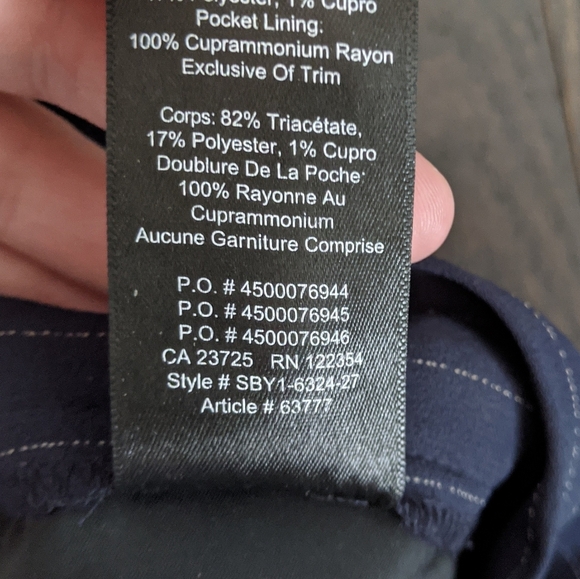 Polyester, 1% Cupro
Pocket Lining:
100% Cuprammonium Rayon
Exclusive Of Trim
Corps: 82% Triacétate,
17% Polyester, 1% Cupro
Doublure De La Poche:
100% Rayonne Au
Cuprammonium
Aucune Garniture Comprise
P.O. # 4500076944
P.O. # 4500076945
P.O. # 4500076946
CA 23725 RN 122354
Style # SBY1-6324-27
Article # 63777